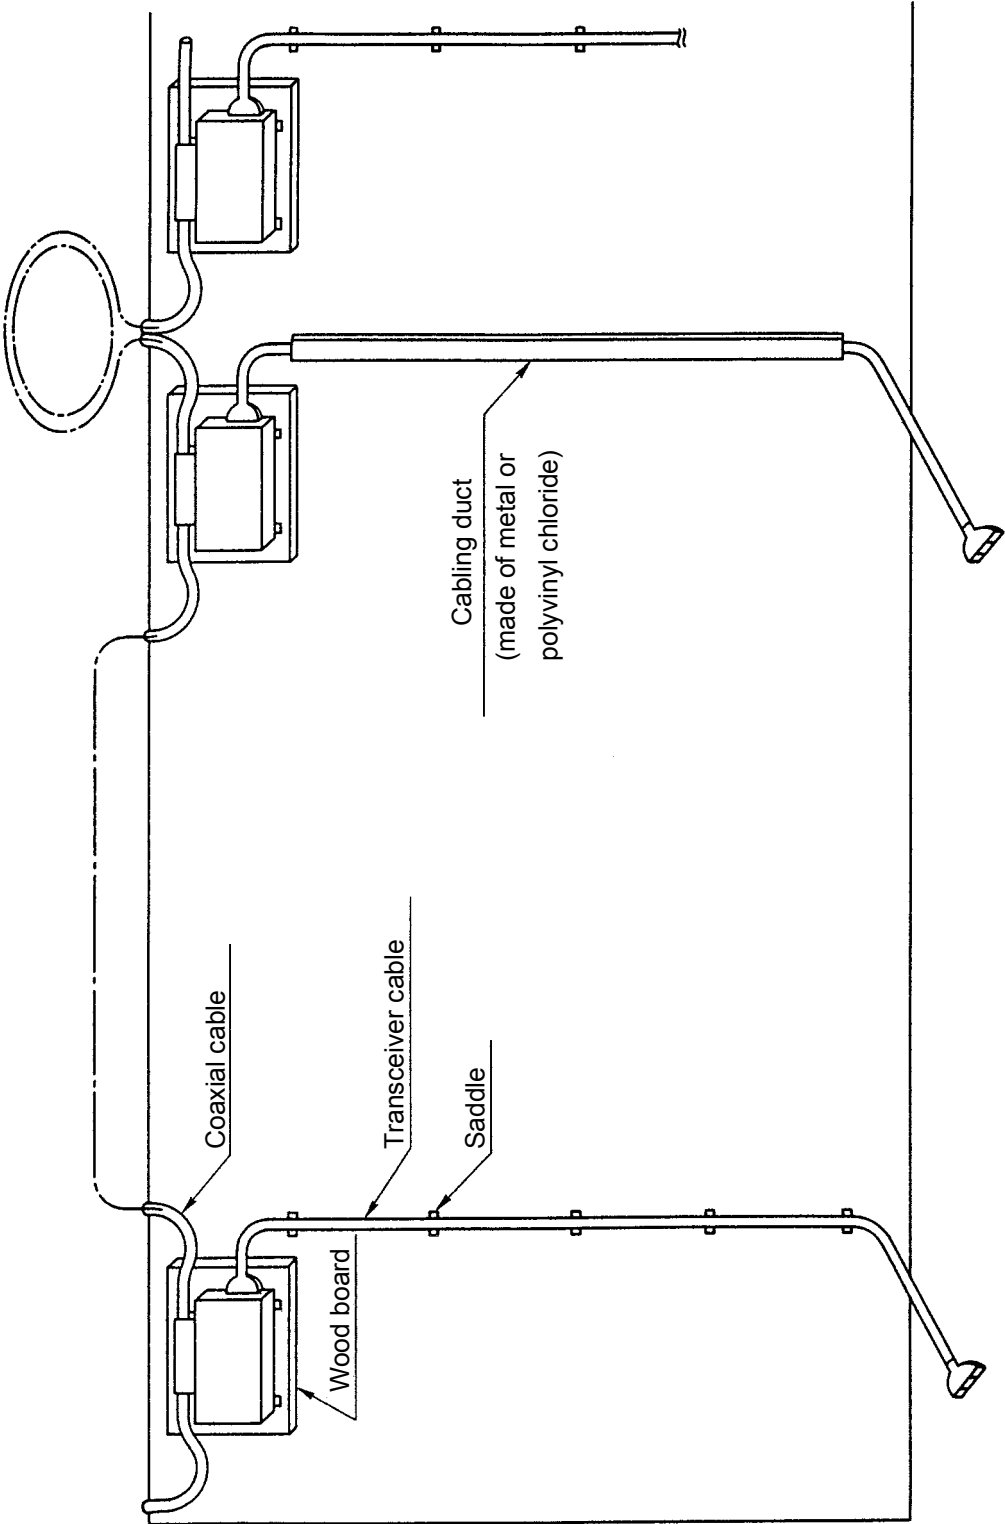 Coaxial cable
Transceiver cable
Saddle
Wood board
Cabling duct
(made of metal or
polyvinyl chloride)